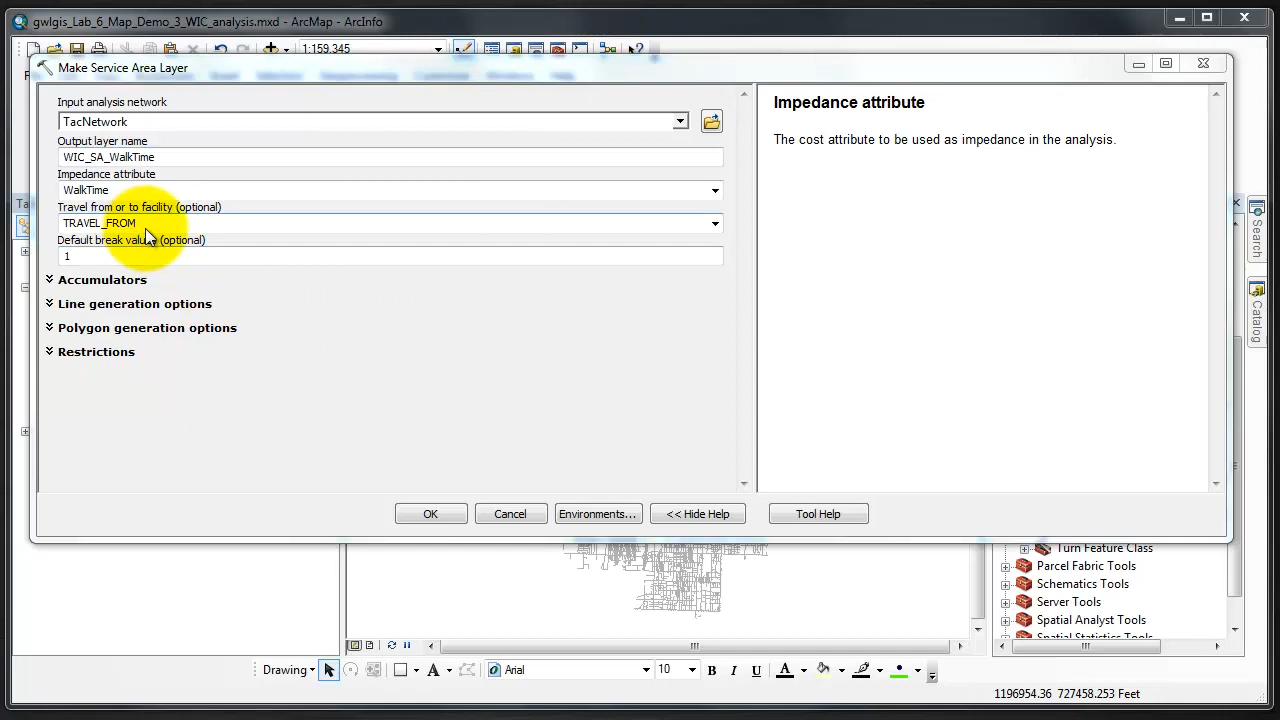 gwlgis_Lab_6_Map_Demo_3_WIC_analysis.mxd - ArcMap - ArcInfo
1:159,345
Make Service Area Layer
Input analysis network
TacNetwork
Output layer name
WIC_SA_WalkTime
Impedance attribute
WalkTime
Travel from or to facility (optional)
TRAVEL_FROM
Default break values (optional)
1
Accumulators
Line generation options
Polygon generation options
Restrictions
Impedance attribute
The cost attribute to be used as impedance in the analysis.
OK
Cancel
Environments...
<< Hide Help
Tool Help
Search
Catalog
Turn Feature Class
Parcel Fabric Tools
Schematics Tools
Server Tools
Spatial Analyst Tools
Spatial Statistics Tools
Drawing
Arial
10
B
I
U
A
1196954.36 727458.253 Feet